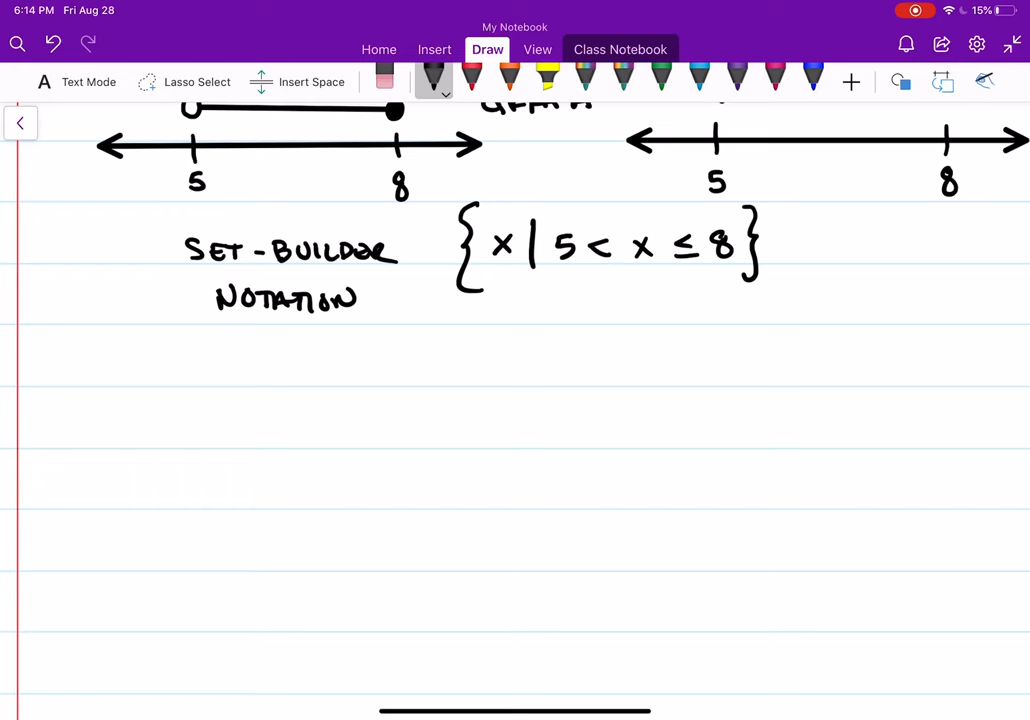 6:14 PM Fri Aug 28
15%
My Notebook
Home Insert Draw View Class Notebook
A Text Mode Lasso Select Insert Space
5 8
5 8
SET-BUILDER { x | 5 < x ≤ 8 }
NOTATION